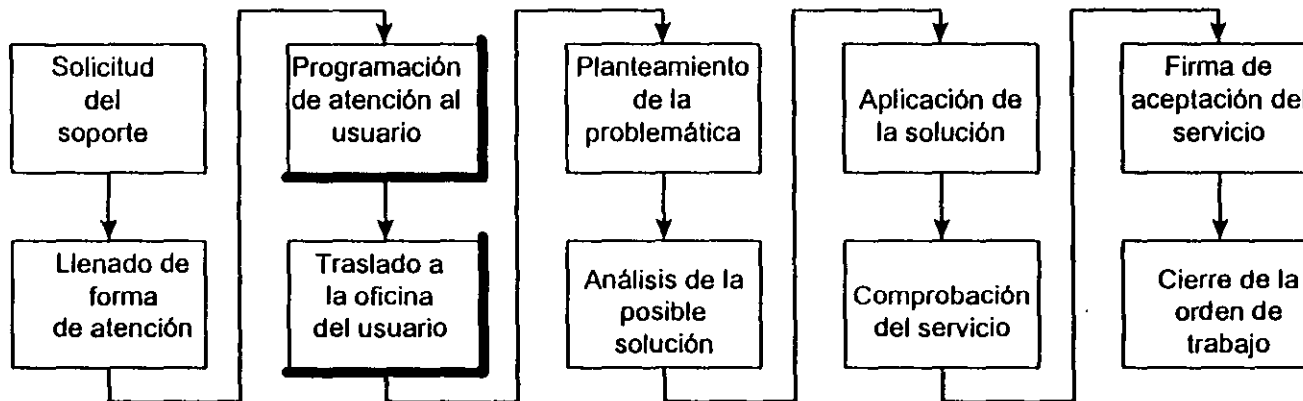 Solicitud
del
soporte
Llenado de
forma
de atención
Programación
de atención al
usuario
Traslado a
la oficina
del usuario
Planteamiento
de la
problemática
Análisis de la
posible
solución
Aplicación de
la solución
Comprobación
del servicio
Firma de
aceptación del
servicio
Cierre de la
orden de
trabajo